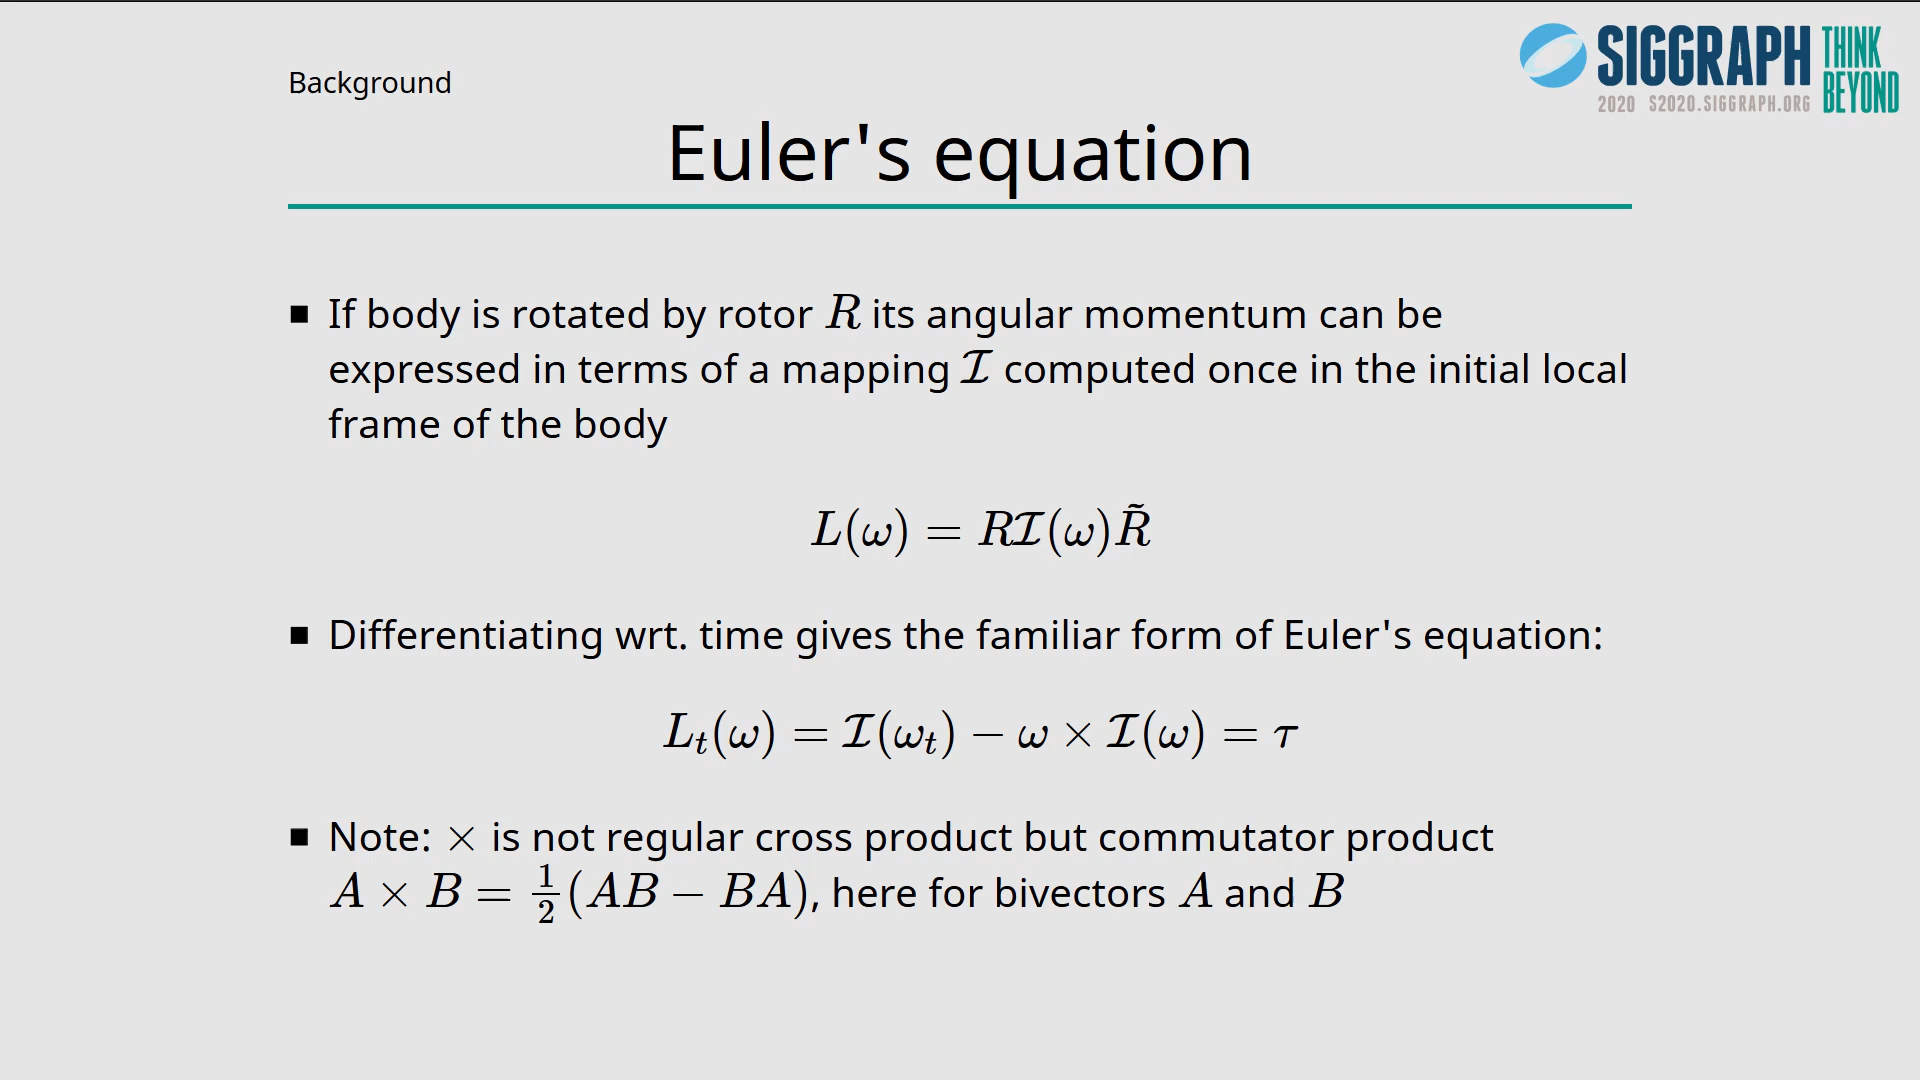 Background
SIGGRAPH THINK BEYOND
2020 S2020.SIGGRAPH.ORG
Euler's equation
■ If body is rotated by rotor R its angular momentum can be
expressed in terms of a mapping ℐ computed once in the initial local
frame of the body
L(ω) = Rℐ(ω)R̃
■ Differentiating wrt. time gives the familiar form of Euler's equation:
Lₜ(ω) = ℐ(ωₜ) − ω × ℐ(ω) = τ
■ Note: × is not regular cross product but commutator product
A × B = ½(AB − BA), here for bivectors A and B